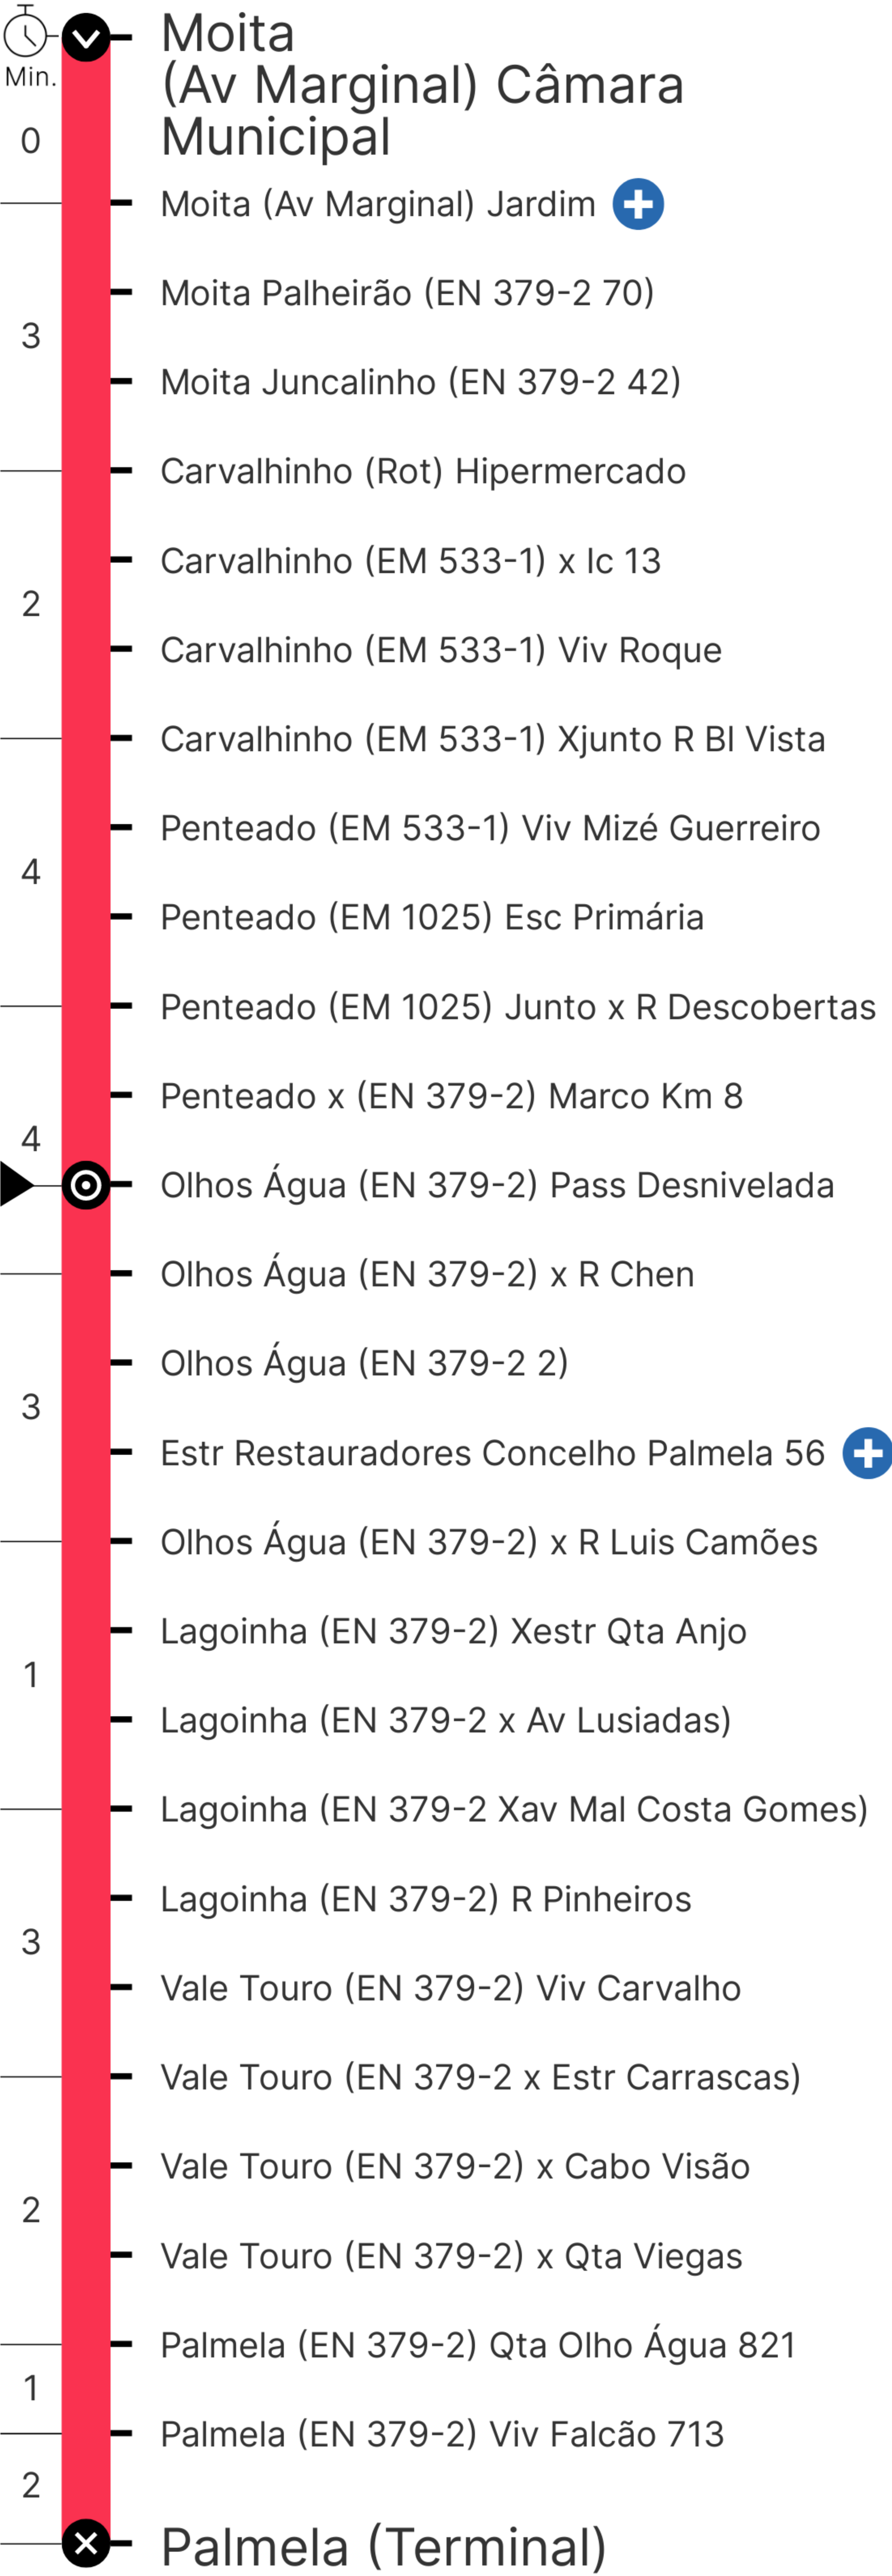 Moita
Min.
(Av Marginal) Câmara
0
Municipal
Moita (Av Marginal) Jardim
Moita Palheirão (EN 379-2 70)
3
Moita Juncalinho (EN 379-2 42)
Carvalhinho (Rot) Hipermercado
Carvalhinho (EM 533-1) x Ic 13
2
Carvalhinho (EM 533-1) Viv Roque
Carvalhinho (EM 533-1) Xjunto R Bl Vista
Penteado (EM 533-1) Viv Mizé Guerreiro
4
Penteado (EM 1025) Esc Primária
Penteado (EM 1025) Junto x R Descobertas
Penteado x (EN 379-2) Marco Km 8
4
Olhos Água (EN 379-2) Pass Desnivelada
Olhos Água (EN 379-2) x R Chen
Olhos Água (EN 379-2 2)
3
Estr Restauradores Concelho Palmela 56
Olhos Água (EN 379-2) x R Luis Camões
Lagoinha (EN 379-2) Xestr Qta Anjo
1
Lagoinha (EN 379-2 x Av Lusiadas)
Lagoinha (EN 379-2 Xav Mal Costa Gomes)
Lagoinha (EN 379-2) R Pinheiros
3
Vale Touro (EN 379-2) Viv Carvalho
Vale Touro (EN 379-2 x Estr Carrascas)
Vale Touro (EN 379-2) x Cabo Visão
2
Vale Touro (EN 379-2) x Qta Viegas
Palmela (EN 379-2) Qta Olho Água 821
1
Palmela (EN 379-2) Viv Falcão 713
2
Palmela (Terminal)